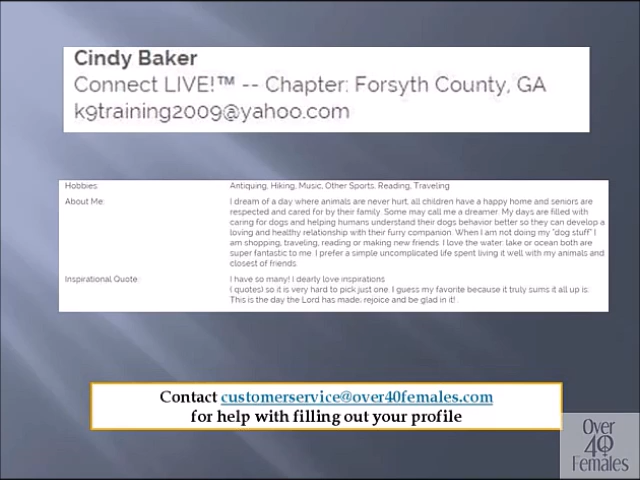 Cindy Baker
Connect LIVE!™ -- Chapter: Forsyth County, GA
k9training2009@yahoo.com
Hobbies: Antiquing, Hiking, Music, Other Sports, Reading, Traveling
About Me: I dream of a day where animals are never hurt, all children have a happy home and seniors are
respected and cared for by their family. Some may call me a dreamer. My days are filled with
caring for dogs and helping humans understand their dogs behavior better so they can develop a
loving and healthy relationship with their furry companion. When I am not doing my "dog stuff" I
am shopping, traveling, reading or making new friends. I love the water: lake or ocean both are
super fantastic to me. I prefer a simple uncomplicated life spent living it well with my animals and
closest of friends.
Inspirational Quote: I have so many! I dearly love inspirations
( quotes) so it is very hard to pick just one. I guess my favorite because it truly sums it all up is:
This is the day the Lord has made; rejoice and be glad in it! .
Contact customerservice@over40females.com
for help with filling out your profile
Over
40
Females